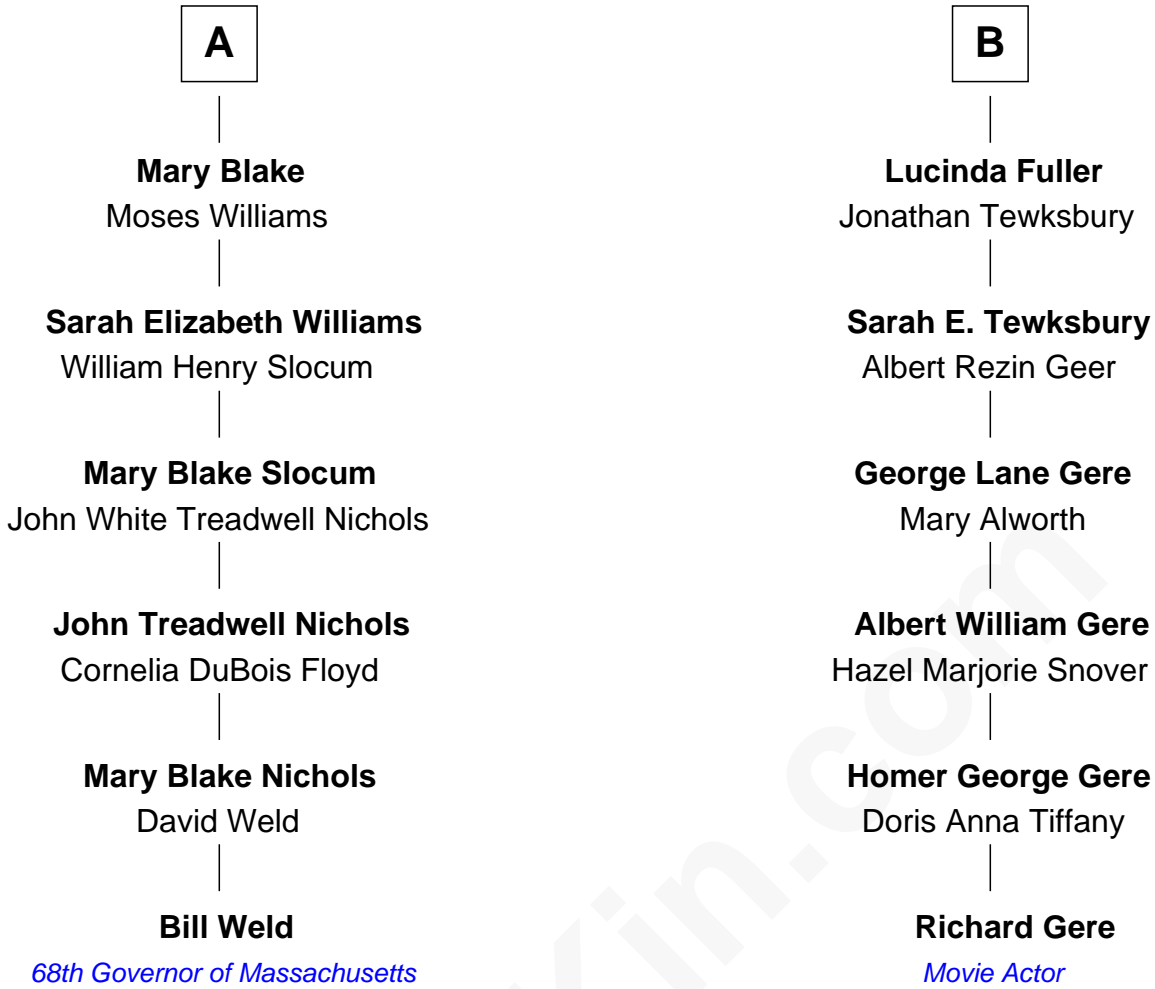 A
Mary Blake
Moses Williams
Sarah Elizabeth Williams
William Henry Slocum
Mary Blake Slocum
John White Treadwell Nichols
John Treadwell Nichols
Cornelia DuBois Floyd
Mary Blake Nichols
David Weld
Bill Weld
68th Governor of Massachusetts
B
Lucinda Fuller
Jonathan Tewksbury
Sarah E. Tewksbury
Albert Rezin Geer
George Lane Gere
Mary Alworth
Albert William Gere
Hazel Marjorie Snover
Homer George Gere
Doris Anna Tiffany
Richard Gere
Movie Actor
Kin.com